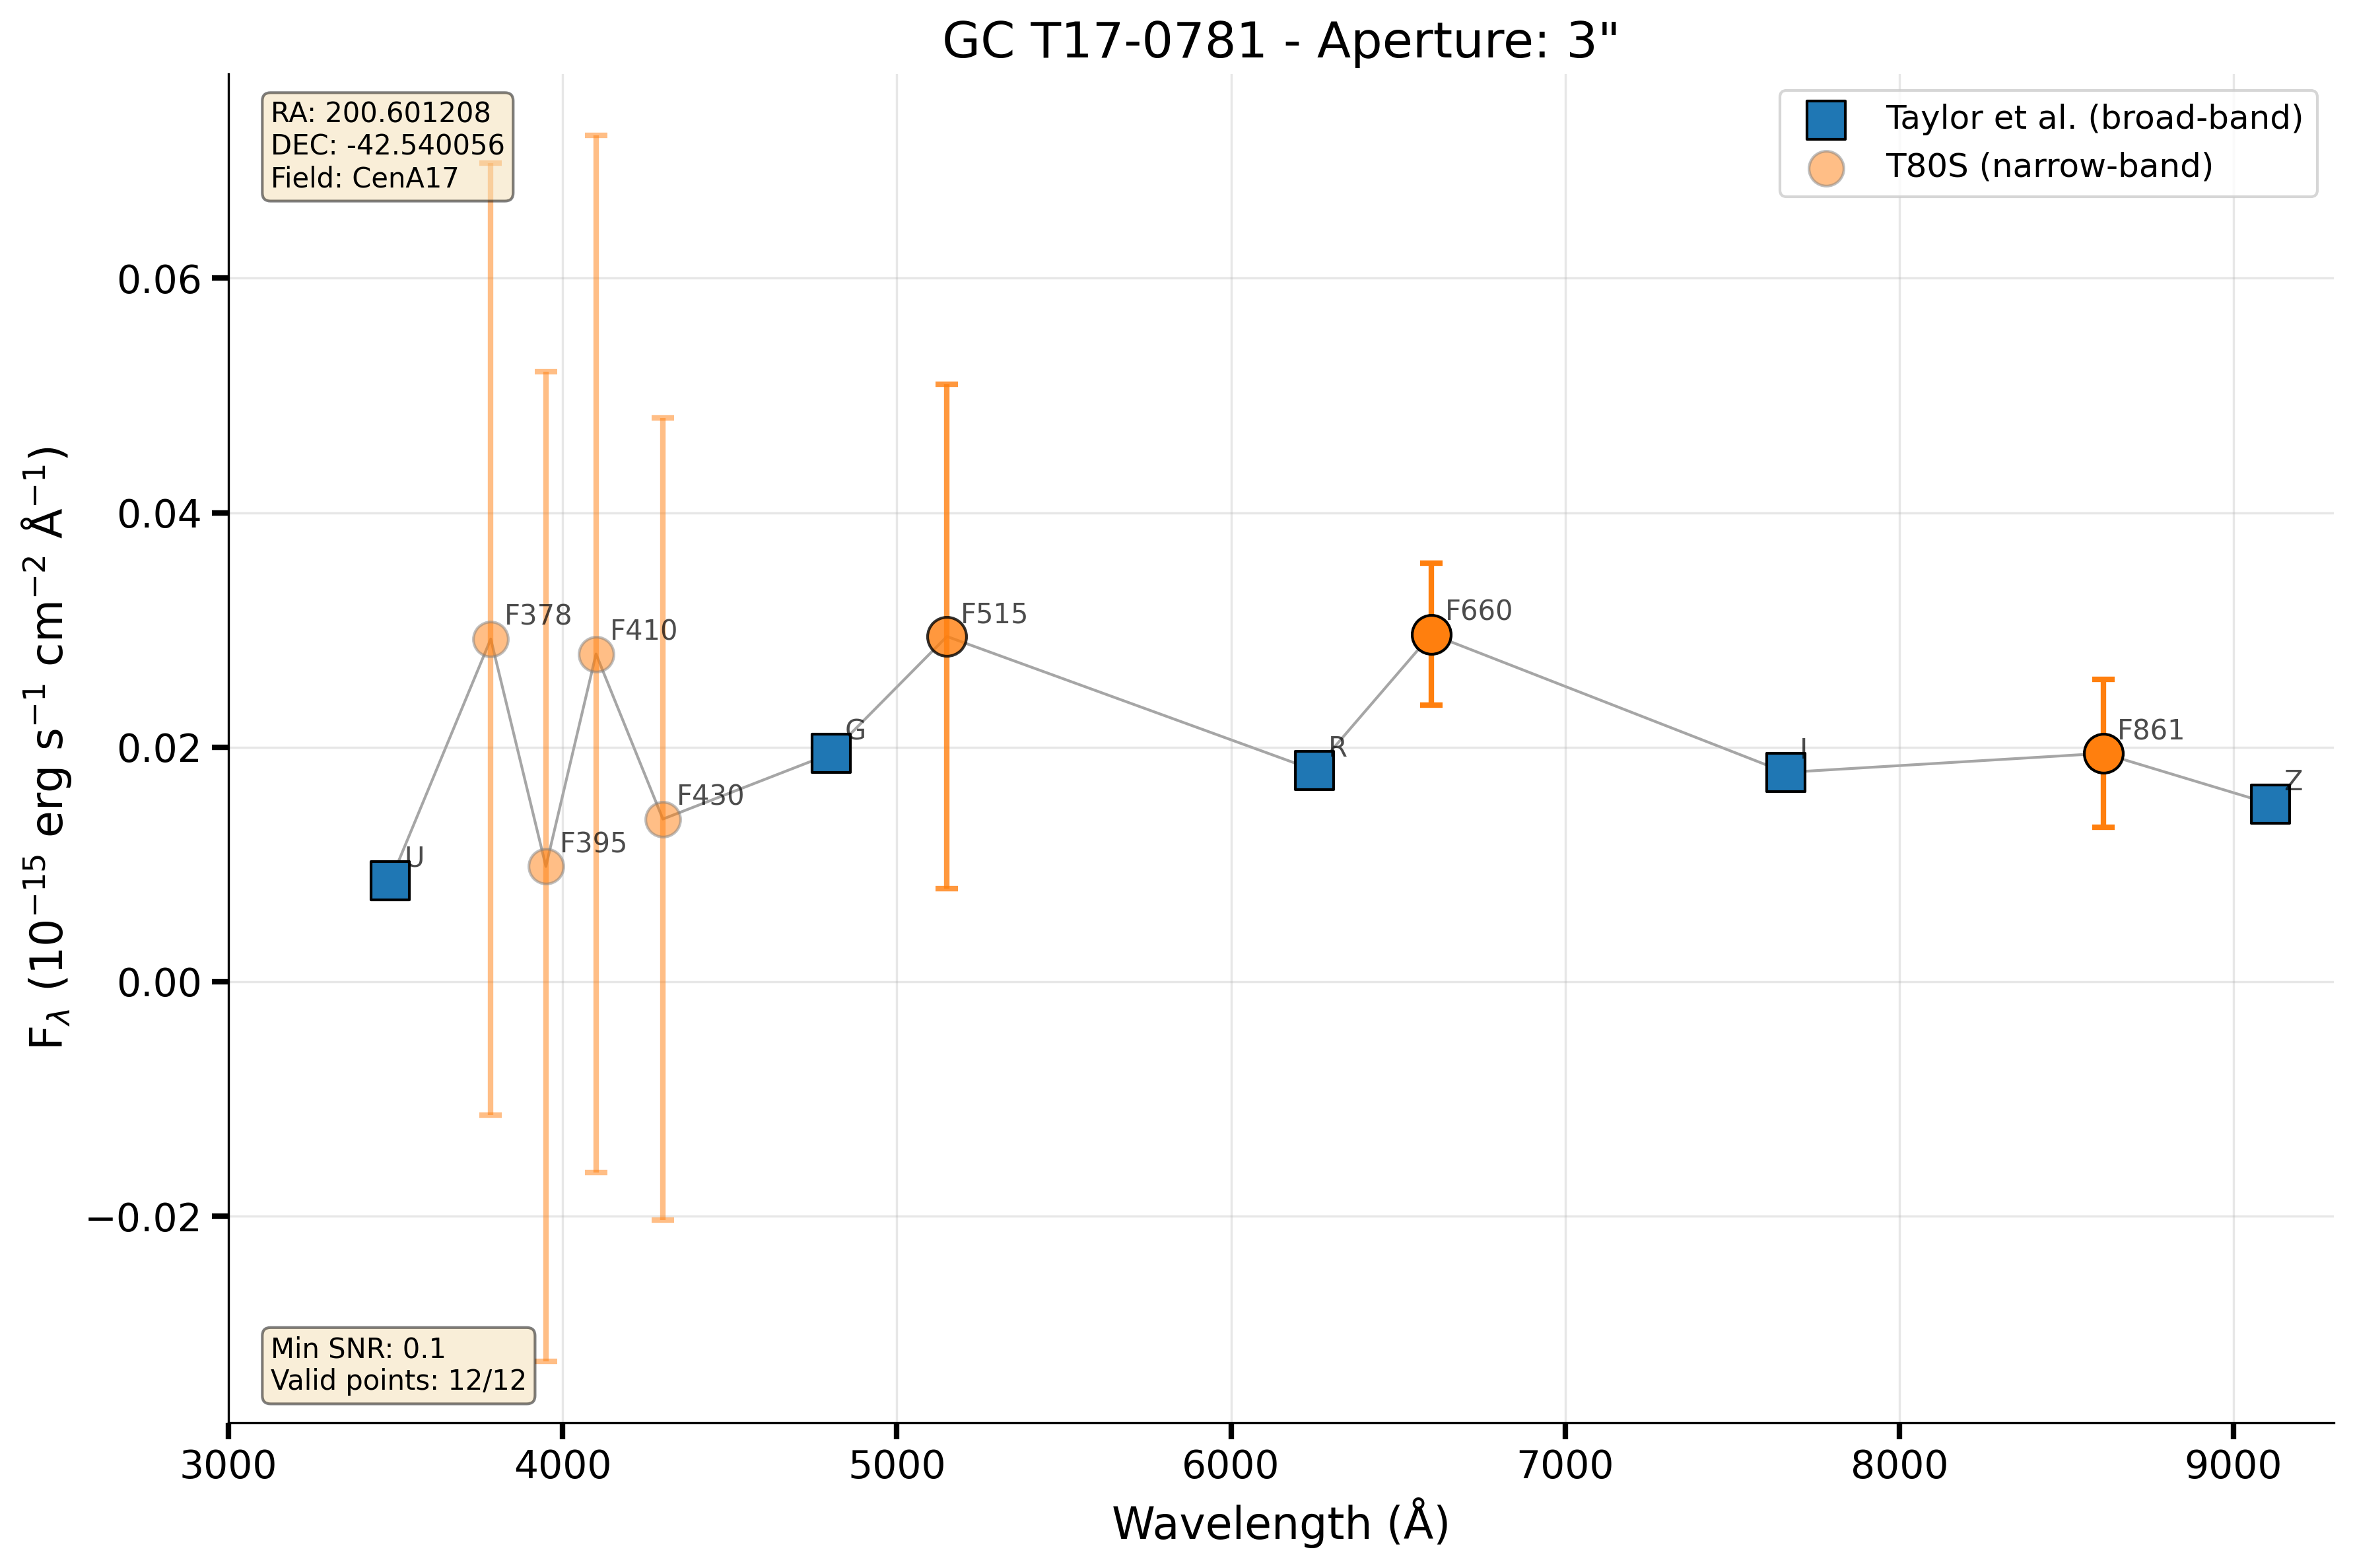 GC T17-0781 - Aperture: 3"
RA: 200.601208
DEC: -42.540056
Field: CenA17
Taylor et al. (broad-band)
T80S (narrow-band)
0.06
0.04
0.02
0.00
−0.02
F_λ (10⁻¹⁵ erg s⁻¹ cm⁻² Å⁻¹)
U
F378
F395
F410
F430
G
F515
R
F660
I
F861
Z
Min SNR: 0.1
Valid points: 12/12
3000 4000 5000 6000 7000 8000 9000
Wavelength (Å)